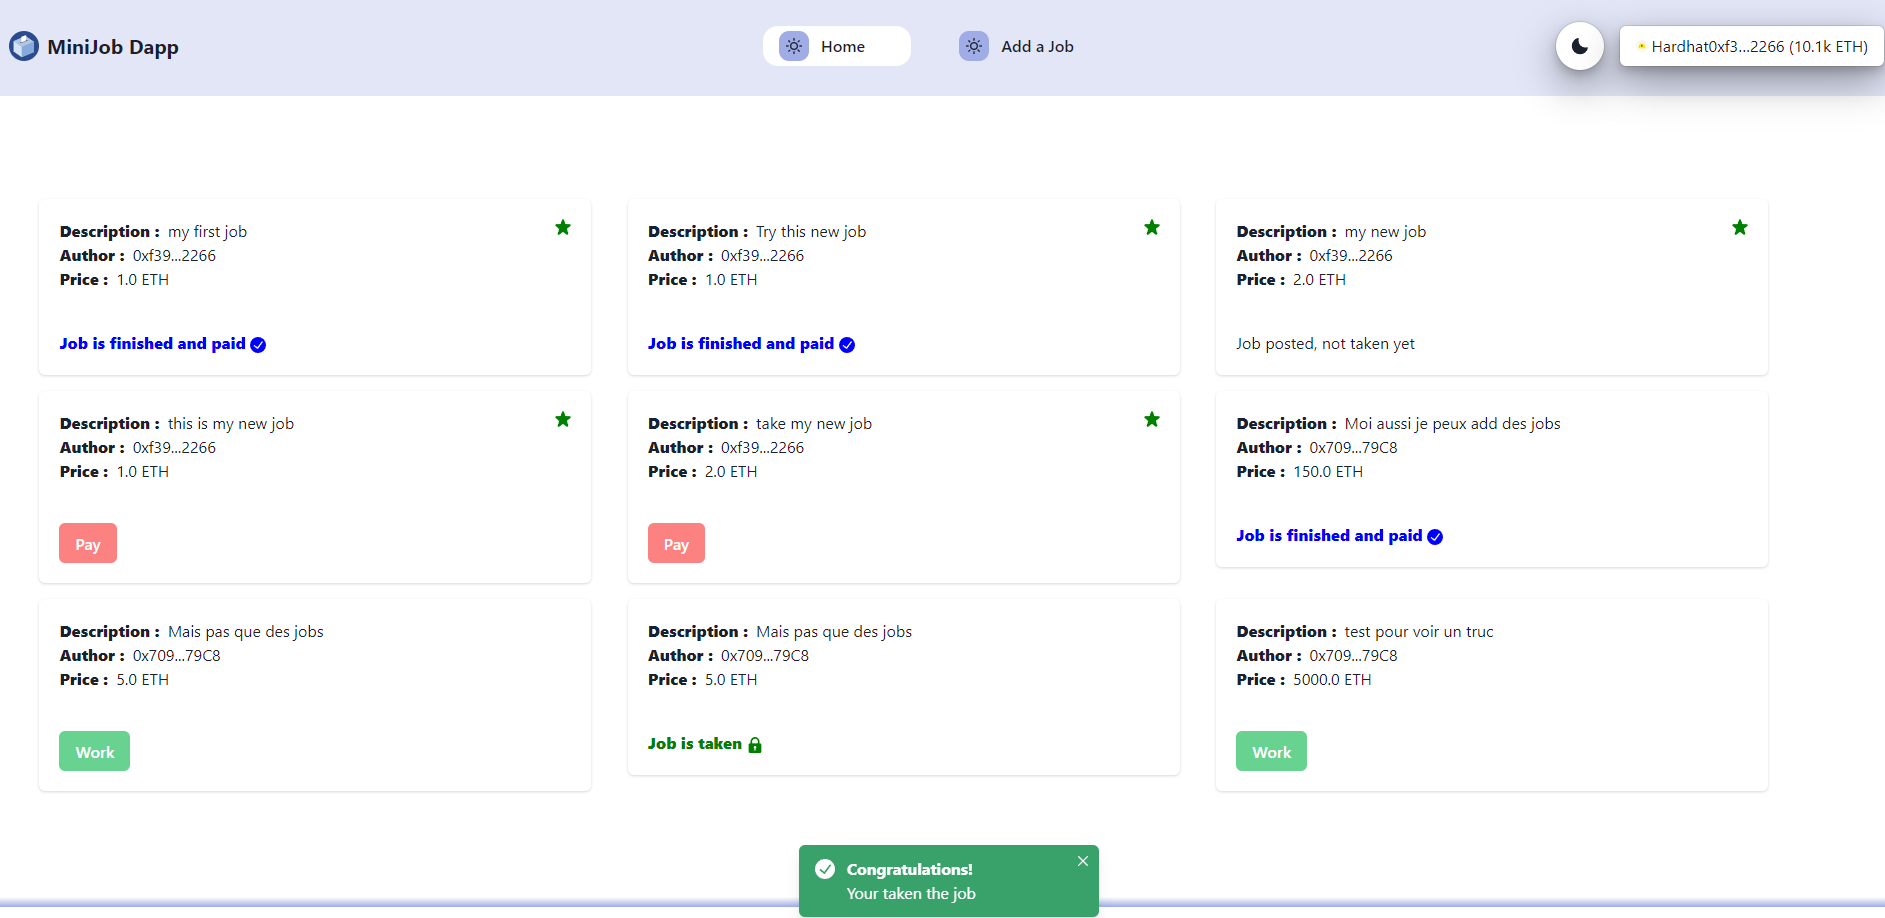 MiniJob Dapp
Home
Add a Job
Hardhat0xf3...2266 (10.1k ETH)
Description : my first job
Author : 0xf39...2266
Price : 1.0 ETH
Job is finished and paid
Description : Try this new job
Author : 0xf39...2266
Price : 1.0 ETH
Job is finished and paid
Description : my new job
Author : 0xf39...2266
Price : 2.0 ETH
Job posted, not taken yet
Description : this is my new job
Author : 0xf39...2266
Price : 1.0 ETH
Pay
Description : take my new job
Author : 0xf39...2266
Price : 2.0 ETH
Pay
Description : Moi aussi je peux add des jobs
Author : 0x709...79C8
Price : 150.0 ETH
Job is finished and paid
Description : Mais pas que des jobs
Author : 0x709...79C8
Price : 5.0 ETH
Work
Description : Mais pas que des jobs
Author : 0x709...79C8
Price : 5.0 ETH
Job is taken
Description : test pour voir un truc
Author : 0x709...79C8
Price : 5000.0 ETH
Work
Congratulations!
Your taken the job